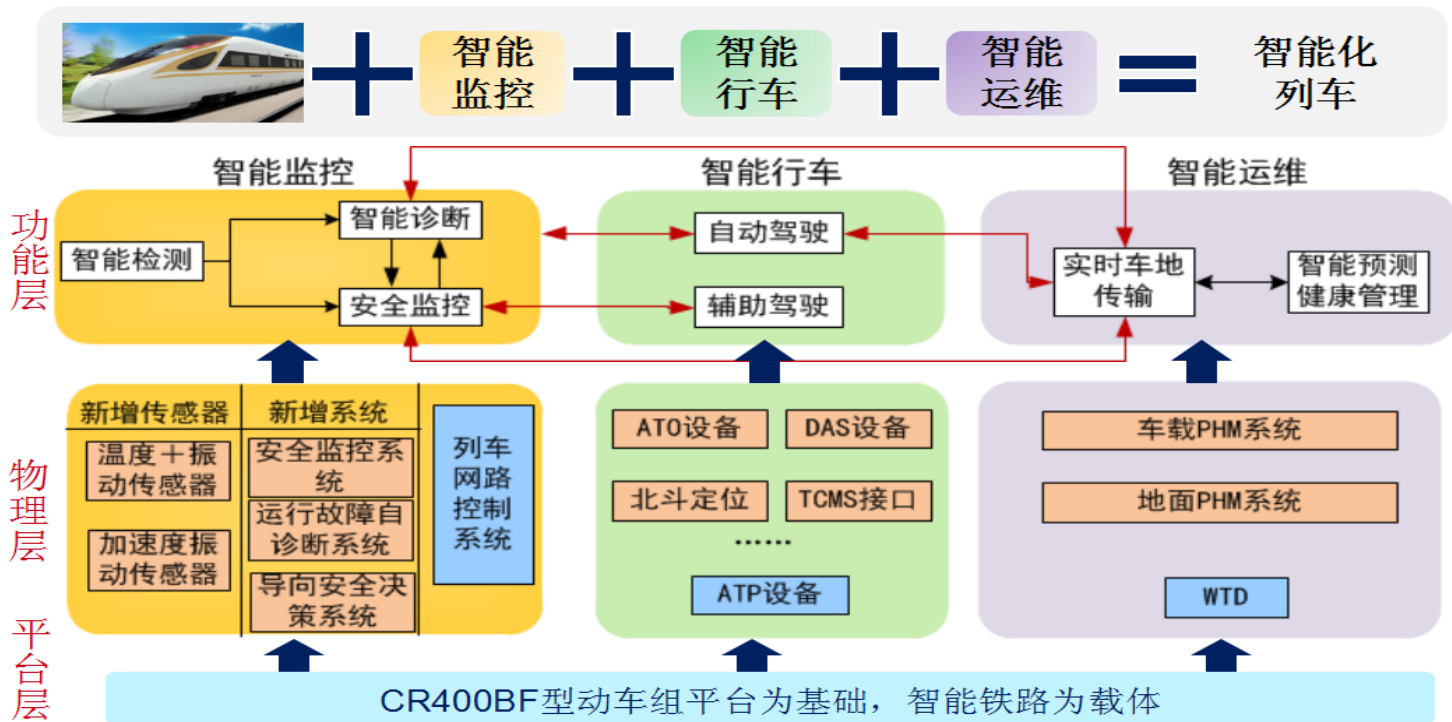 智能
监控
智能
行车
智能
运维
智能化
列车
智能监控
智能行车
智能运维
功能层
智能检测
智能诊断
安全监控
自动驾驶
辅助驾驶
实时车地
传输
智能预测
健康管理
物理层
新增传感器
温度＋振
动传感器
加速度振
动传感器
新增系统
安全监控系
统
运行故障自
诊断系统
导向安全决
策系统
列车
网路
控制
系统
ATO设备
DAS设备
北斗定位
TCMS接口
……
ATP设备
车载PHM系统
地面PHM系统
WTD
平台层
CR400BF型动车组平台为基础，智能铁路为载体